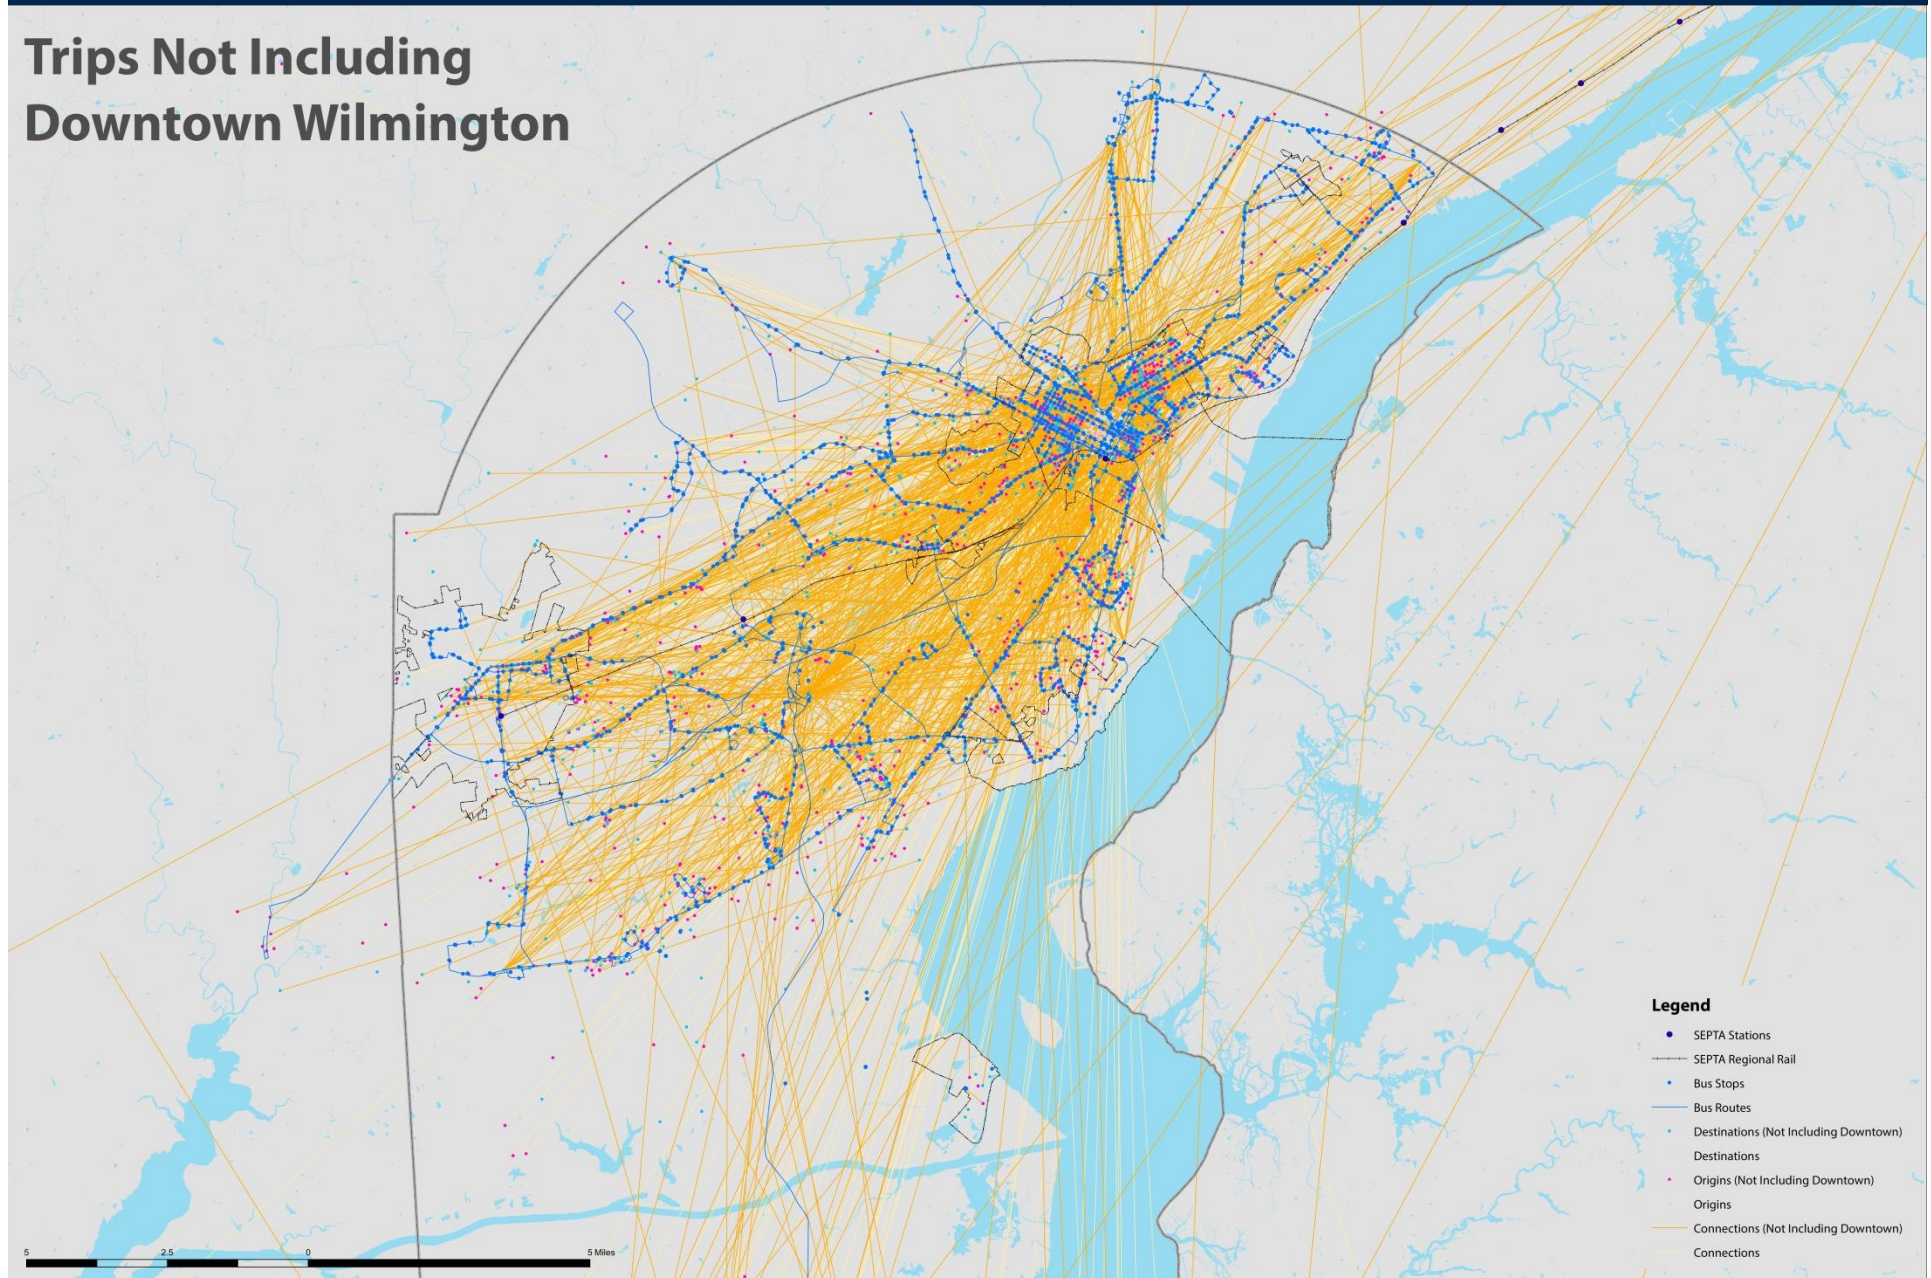 Trips Not Including
Downtown Wilmington
Legend
SEPTA Stations
SEPTA Regional Rail
Bus Stops
Bus Routes
Destinations (Not Including Downtown)
Destinations
Origins (Not Including Downtown)
Origins
Connections (Not Including Downtown)
Connections
5 2.5 0 5 Miles